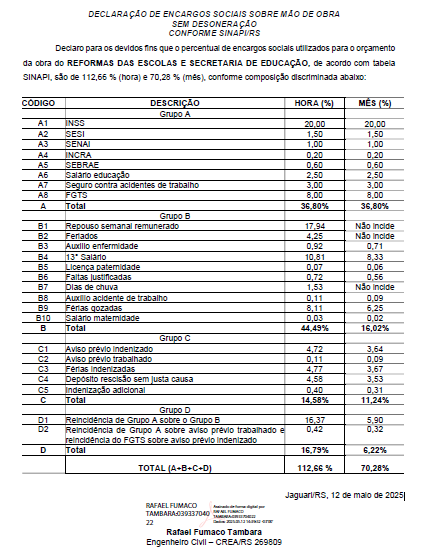 DECLARAÇÃO DE ENCARGOS SOCIAIS SOBRE MÃO DE OBRA
SEM DESONERAÇÃO
CONFORME SINAPI/RS
Declaro para os devidos fins que o percentual de encargos sociais utilizados para o orçamento
da obra do REFORMAS DAS ESCOLAS E SECRETARIA DE EDUCAÇÃO, de acordo com tabela
SINAPI, são de 112,66 % (hora) e 70,28 % (mês), conforme composição discriminada abaixo:
CÓDIGO DESCRIÇÃO HORA (%) MÊS (%)
Grupo A
A1 INSS 20,00 20,00
A2 SESI 1,50 1,50
A3 SENAI 1,00 1,00
A4 INCRA 0,20 0,20
A5 SEBRAE 0,60 0,60
A6 Salário educação 2,50 2,50
A7 Seguro contra acidentes de trabalho 3,00 3,00
A8 FGTS 8,00 8,00
A Total 36,80% 36,80%
Grupo B
B1 Repouso semanal remunerado 17,94 Não incide
B2 Feriados 4,25 Não incide
B3 Auxílio enfermidade 0,92 0,71
B4 13° Salário 10,81 8,33
B5 Licença paternidade 0,07 0,06
B6 Faltas justificadas 0,72 0,56
B7 Dias de chuva 1,53 Não incide
B8 Auxílio acidente de trabalho 0,11 0,09
B9 Férias gozadas 8,11 6,25
B10 Salário maternidade 0,03 0,02
B Total 44,49% 16,02%
Grupo C
C1 Aviso prévio indenizado 4,72 3,64
C2 Aviso prévio trabalhado 0,11 0,09
C3 Férias indenizadas 4,77 3,67
C4 Depósito rescisão sem justa causa 4,58 3,53
C5 Indenização adicional 0,40 0,31
C Total 14,58% 11,24%
Grupo D
D1 Reincidência de Grupo A sobre o Grupo B 16,37 5,90
D2 Reincidência de Grupo A sobre aviso prévio trabalhado e 0,42 0,32
reincidência do FGTS sobre aviso prévio indenizado
D Total 16,79% 6,22%
TOTAL (A+B+C+D) 112,66 % 70,28%
Jaguari/RS, 12 de maio de 2025
RAFAEL FUMACO
TAMBARA:039337040
22
Assinado de forma digital por
RAFAEL FUMACO
Rafael Fumaco Tambara
Engenheiro Civil – CREA/RS 269809